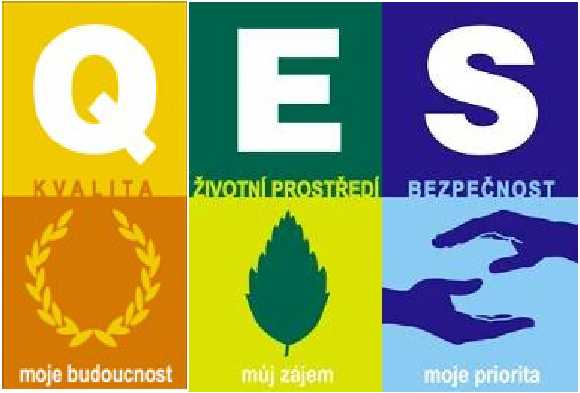 Q E S
KVALITA ŽIVOTNÍ PROSTŘEDÍ BEZPEČNOST
moje budoucnost můj zájem moje priorita